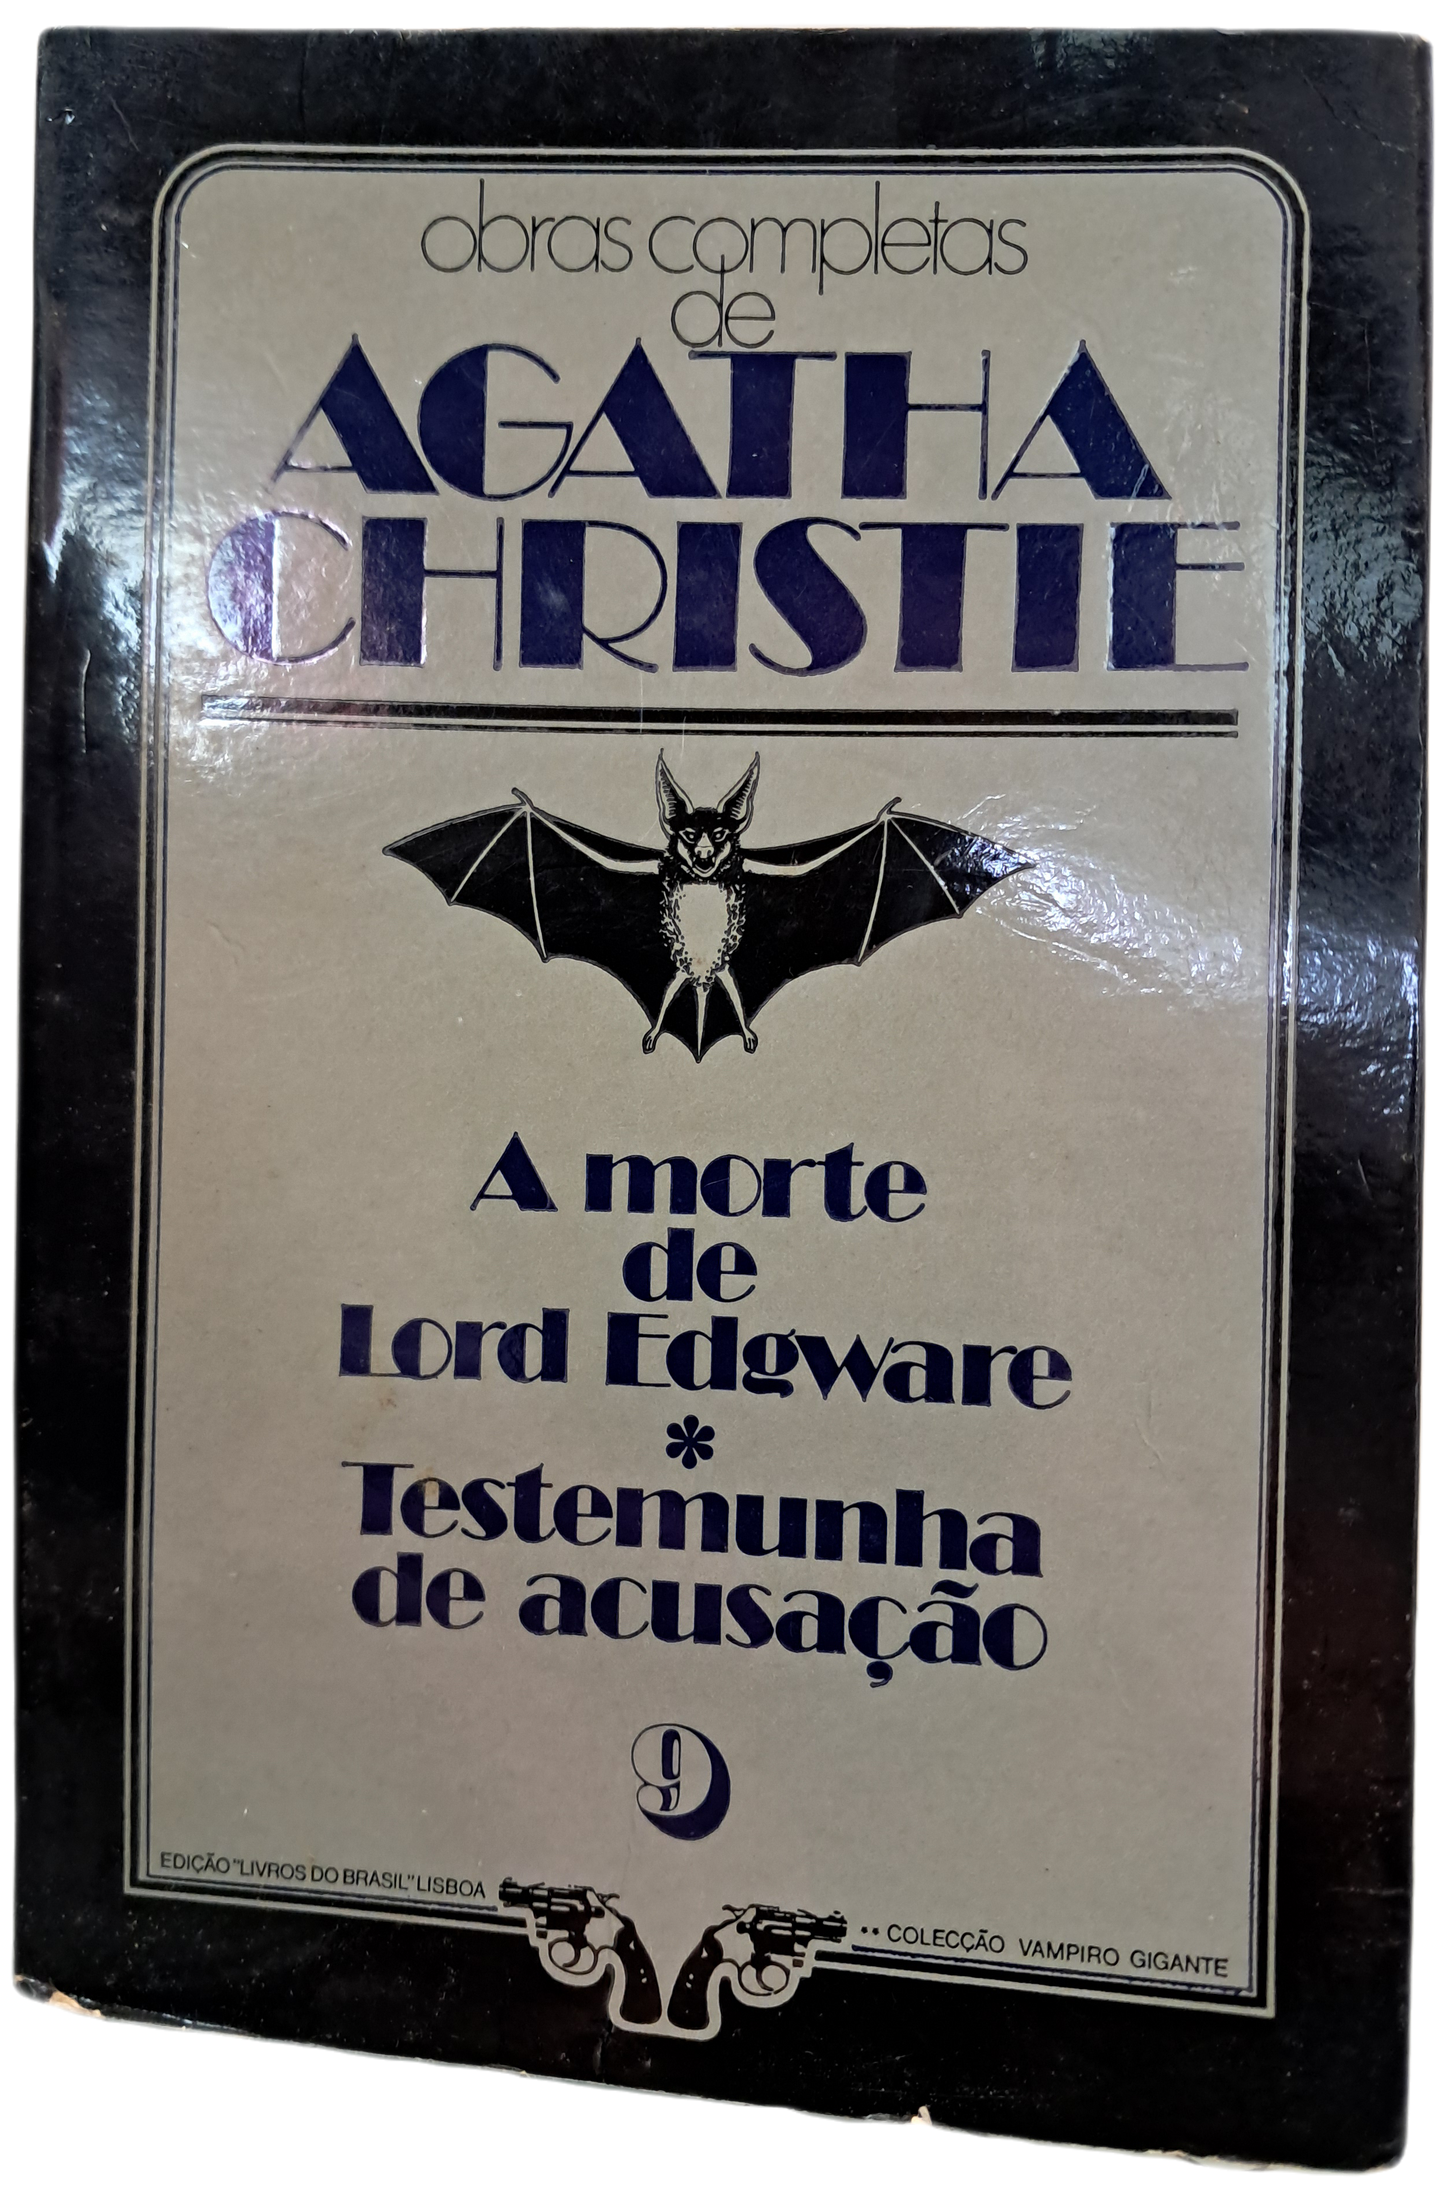 obras completas
de
AGATHA
CHRISTIE
A morte
de
Lord Edgware
*
Testemunha
de acusação
9
EDIÇÃO "LIVROS DO BRASIL" LISBOA
** COLECÇÃO VAMPIRO GIGANTE